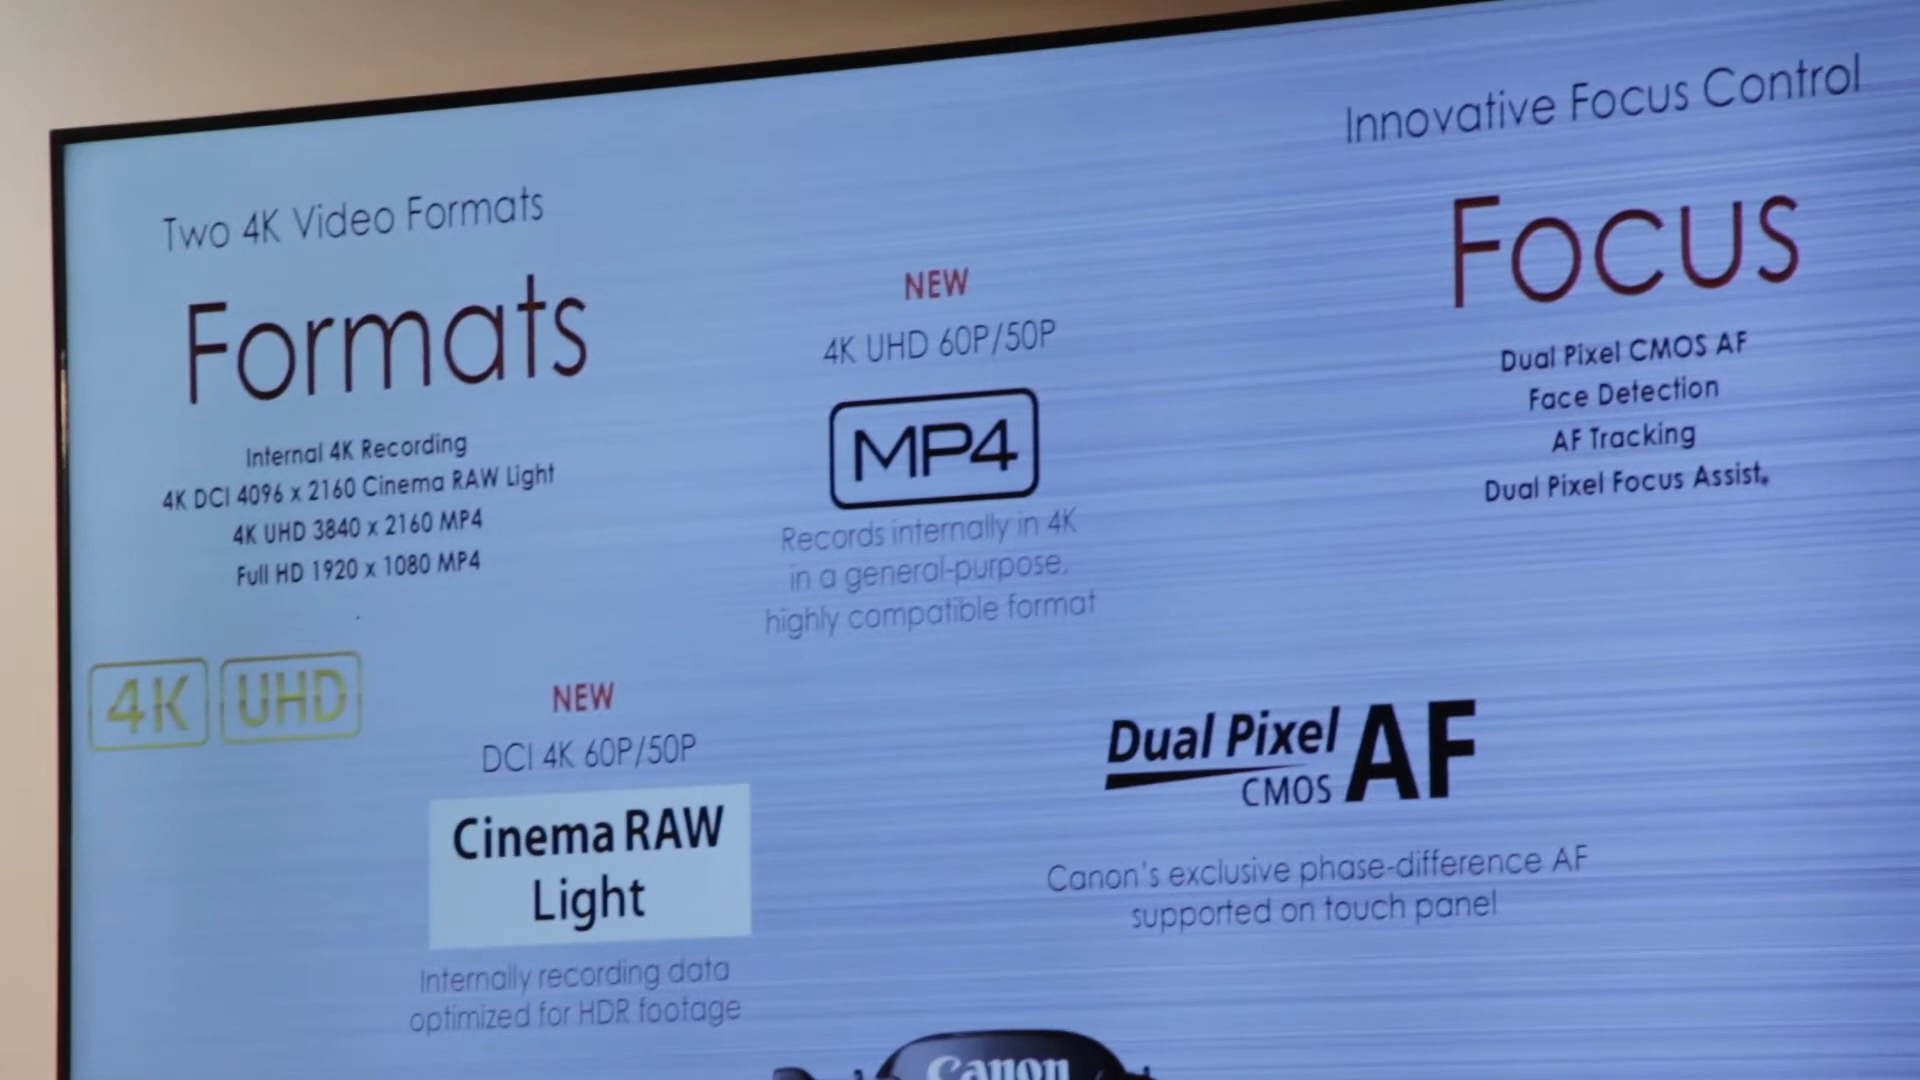 Two 4K Video Formats
Formats
Internal 4K Recording
4K DCI 4096 x 2160 Cinema RAW Light
4K UHD 3840 x 2160 MP4
Full HD 1920 x 1080 MP4
4K UHD
NEW
4K UHD 60P/50P
MP4
Records internally in 4K
in a general-purpose,
highly compatible format
NEW
DCI 4K 60P/50P
Cinema RAW
Light
Internally recording data
optimized for HDR footage
Innovative Focus Control
Focus
Dual Pixel CMOS AF
Face Detection
AF Tracking
Dual Pixel Focus Assist
Dual Pixel
CMOS AF
Canon's exclusive phase-difference AF
supported on touch panel
Canon